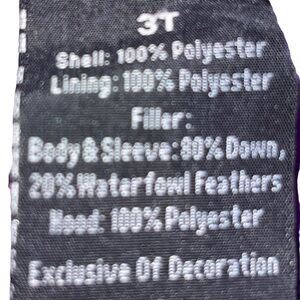 3T
Shell: 100% Polyester
Lining: 100% Polyester
Filler:
Body & Sleeve: 80% Down,
20% Waterfowl Feathers
Hood: 100% Polyester
Exclusive Of Decoration